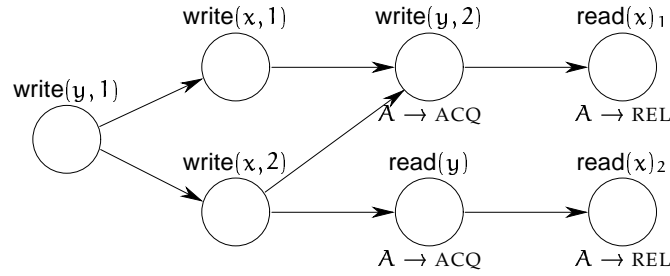 write(x, 1)
write(y, 2)
read(x)₁
write(y, 1)
A → ACQ
A → REL
write(x, 2)
read(y)
read(x)₂
A → ACQ
A → REL